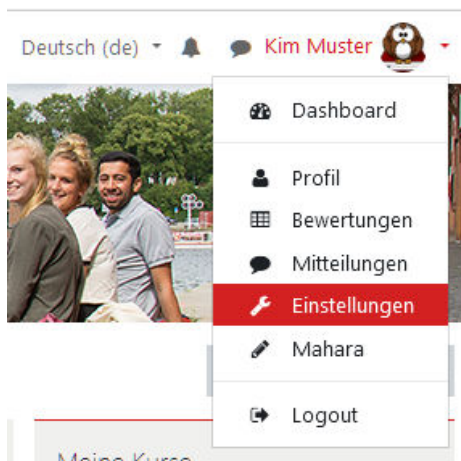 Deutsch (de) Kim Muster
Dashboard
Profil
Bewertungen
Mitteilungen
Einstellungen
Mahara
Logout
Meine Kurse